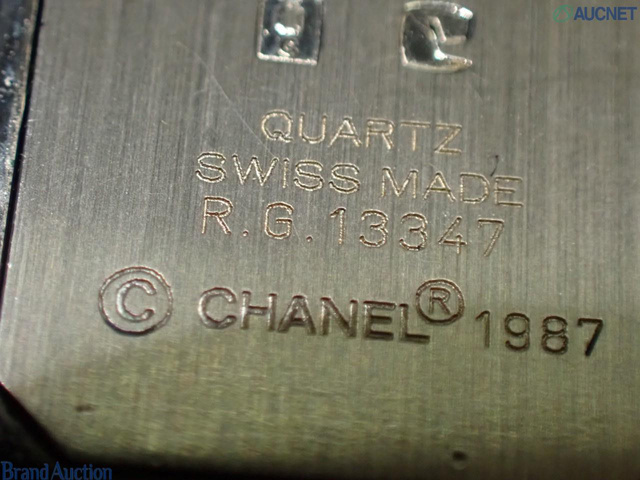 AUCNET
QUARTZ
SWISS MADE
R.G. 13347
© CHANEL® 1987
Brand Auction